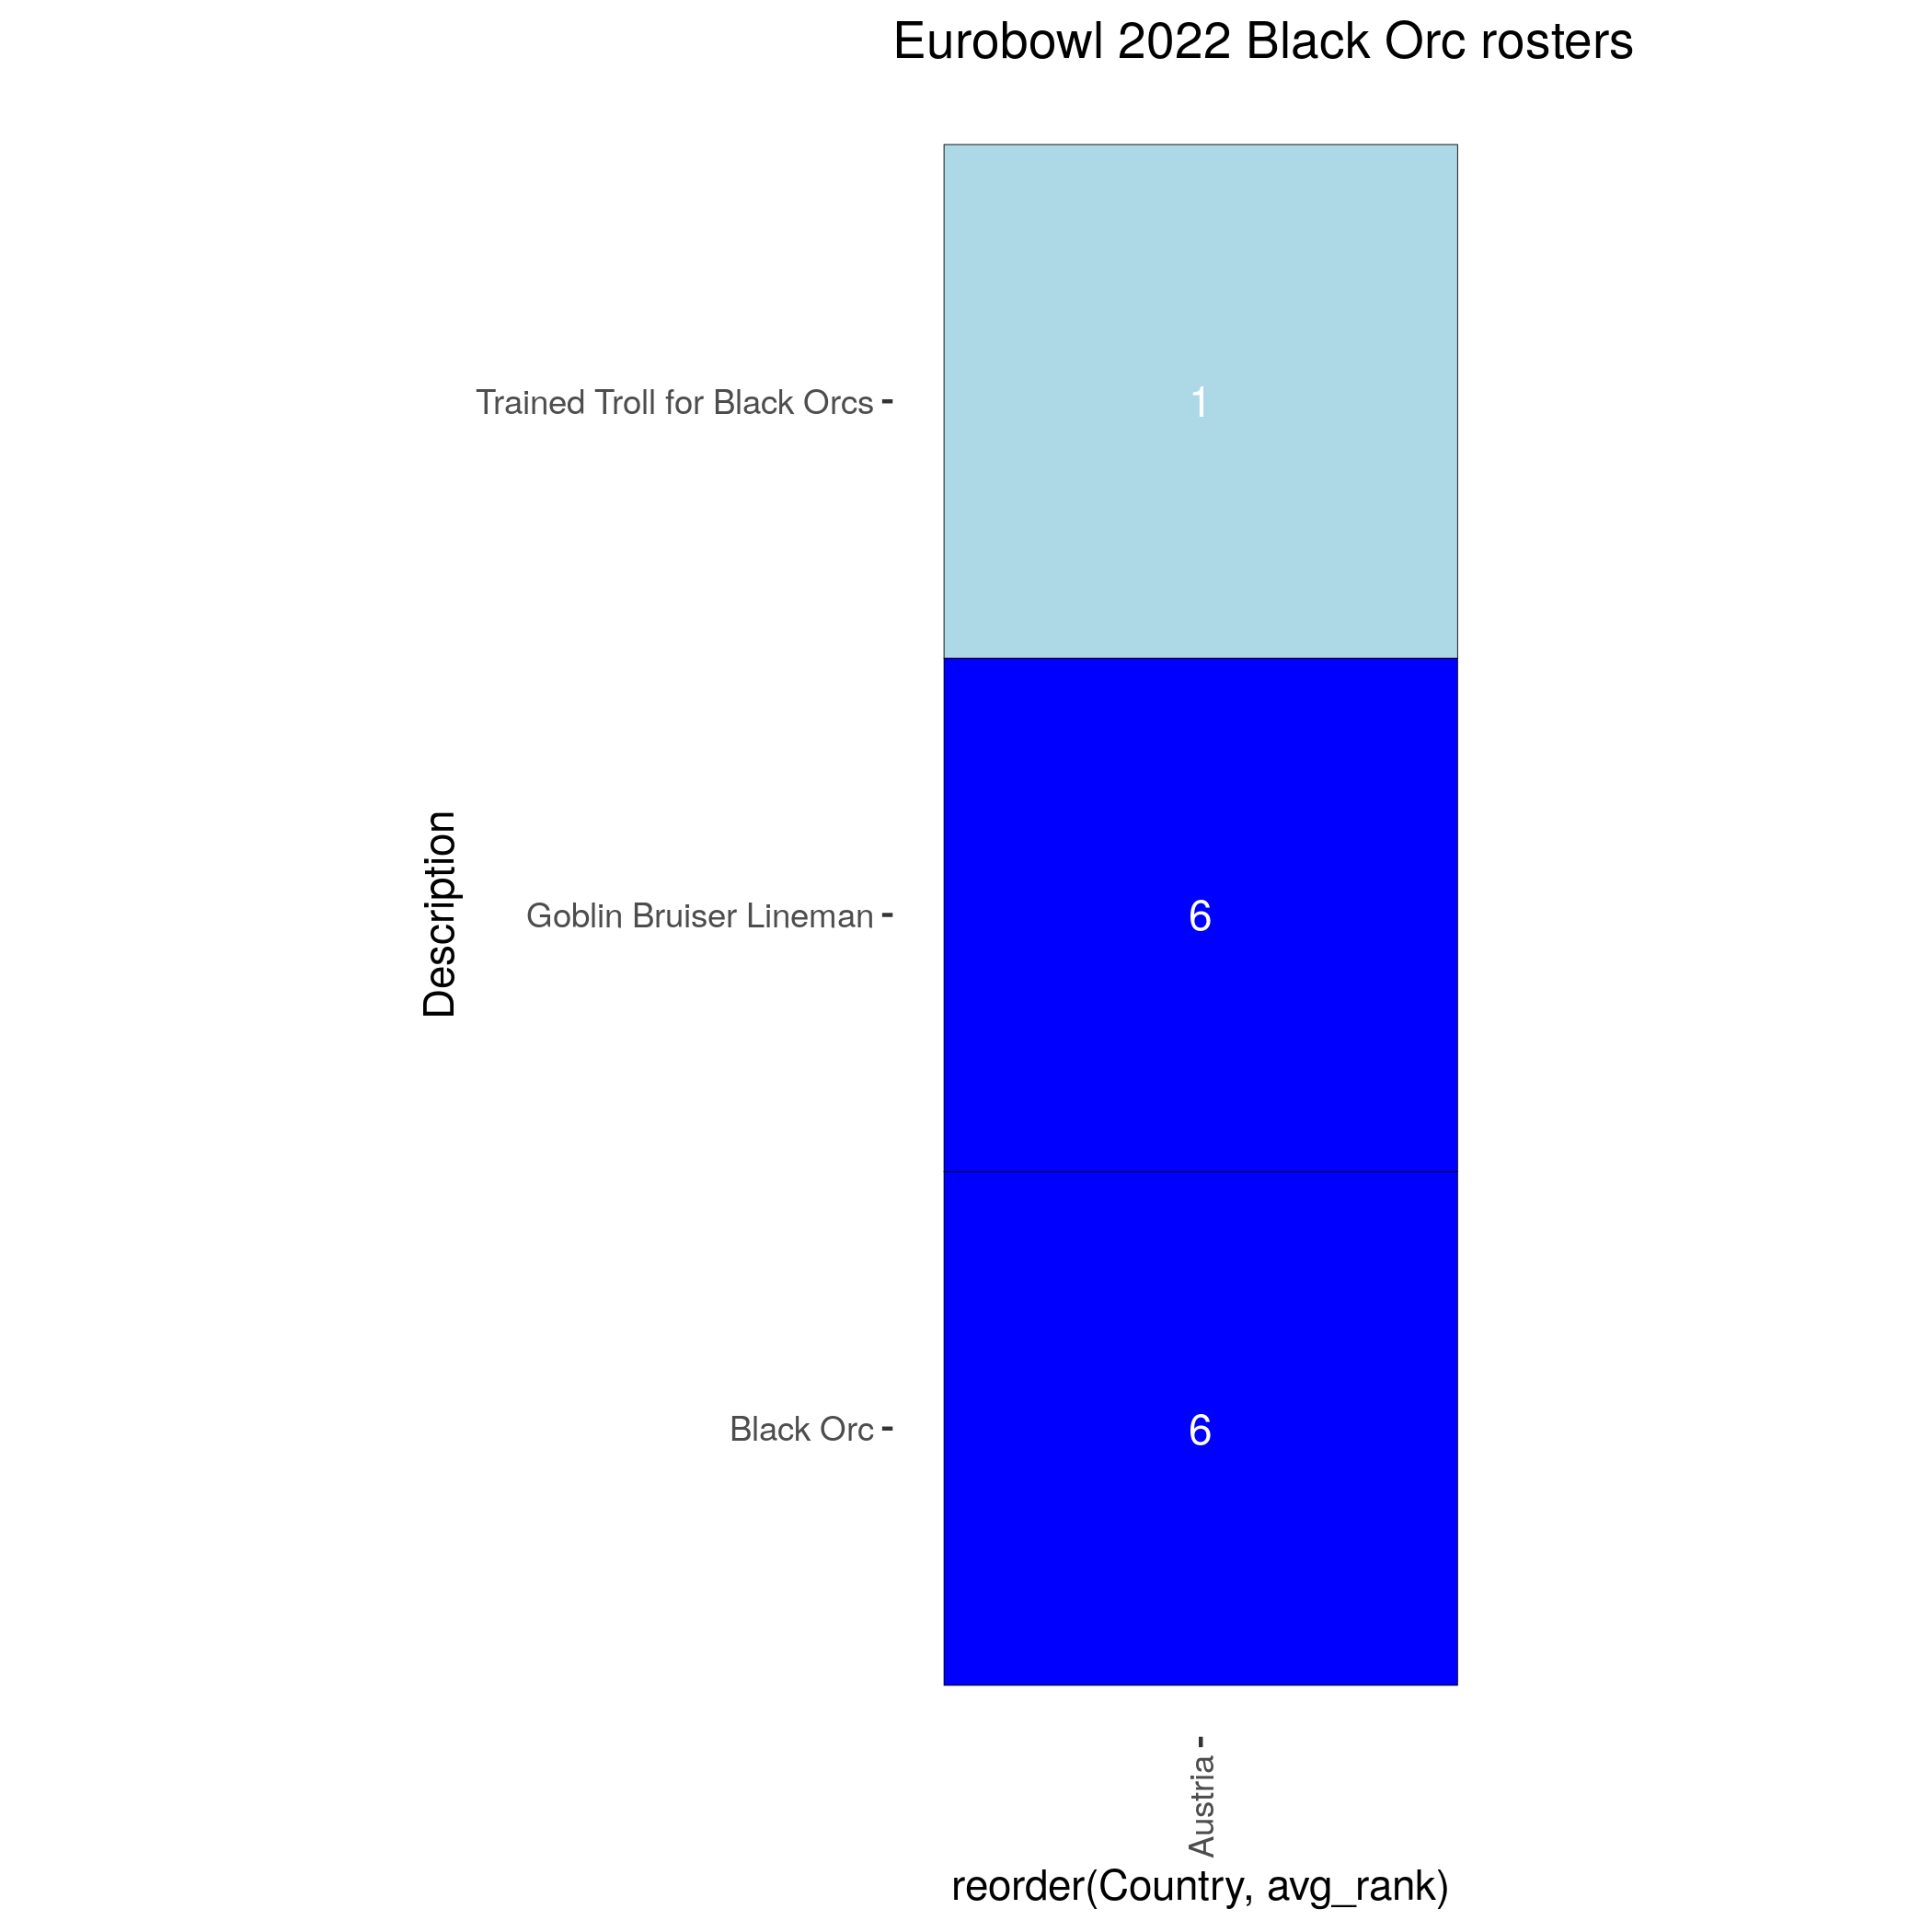 Eurobowl 2022 Black Orc rosters
Trained Troll for Black Orcs
1
Description
Goblin Bruiser Lineman
6
Black Orc
6
Austria
reorder(Country, avg_rank)